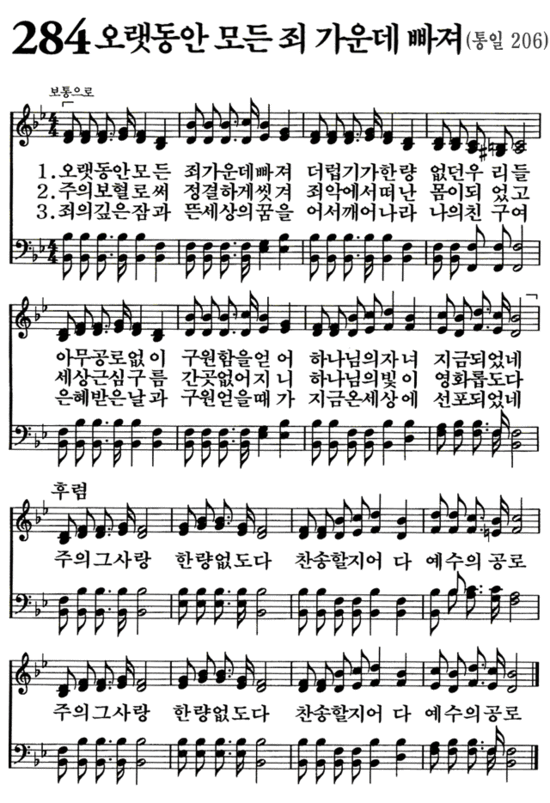 284 오랫동안 모든 죄 가운데 빠져 (통일 206)
보통으로
1. 오랫동안모든 죄가운데빠져 더럽기가한량 없던우리들
2. 주의보혈로써 정결하게씻겨 죄악에서떠난 몸이되었고
3. 죄의깊은잠과 뜬세상의꿈을 어서깨어나라 나의친구여
아무공로없이 구원함을얻어 하나님의자녀 지금되었네
세상근심구름 간곳없어지니 하나님의빛이 영화롭도다
은혜받은날과 구원얻을때가 지금온세상에 선포되었네
후렴
주의그사랑 한량없도다 찬송할지어다 예수의공로
주의그사랑 한량없도다 찬송할지어다 예수의공로